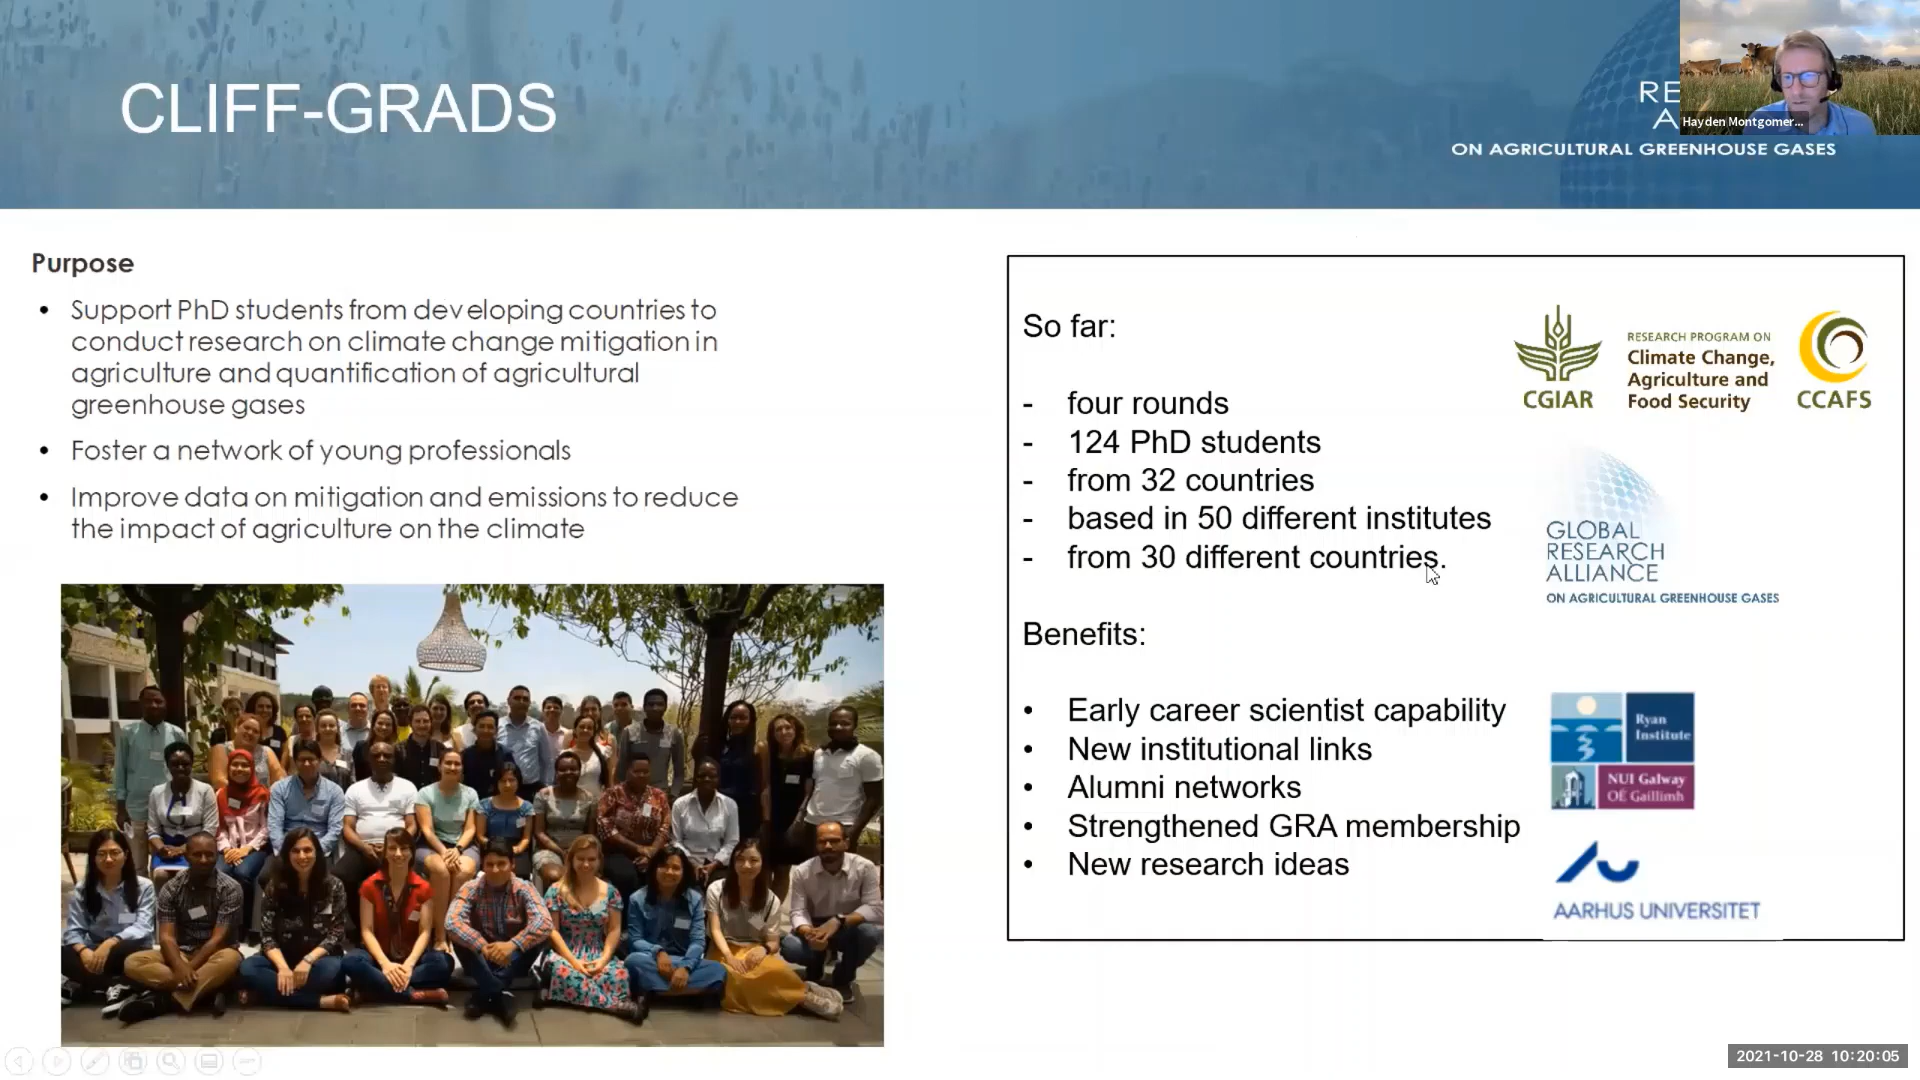 CLIFF-GRADS
RE
A
ON AGRICULTURAL GREENHOUSE GASES
Hayden Montgomer...
Purpose
• Support PhD students from developing countries to
conduct research on climate change mitigation in
agriculture and quantification of agricultural
greenhouse gases
• Foster a network of young professionals
• Improve data on mitigation and emissions to reduce
the impact of agriculture on the climate
So far:
- four rounds
- 124 PhD students
- from 32 countries
- based in 50 different institutes
- from 30 different countries.
Benefits:
• Early career scientist capability
• New institutional links
• Alumni networks
• Strengthened GRA membership
• New research ideas
CGIAR
RESEARCH PROGRAM ON
Climate Change,
Agriculture and
Food Security
CCAFS
GLOBAL
RESEARCH
ALLIANCE
ON AGRICULTURAL GREENHOUSE GASES
Ryan
Institute
NUI Galway
OÉ Gaillimh
AARHUS UNIVERSITET
2021-10-28 10:20:05